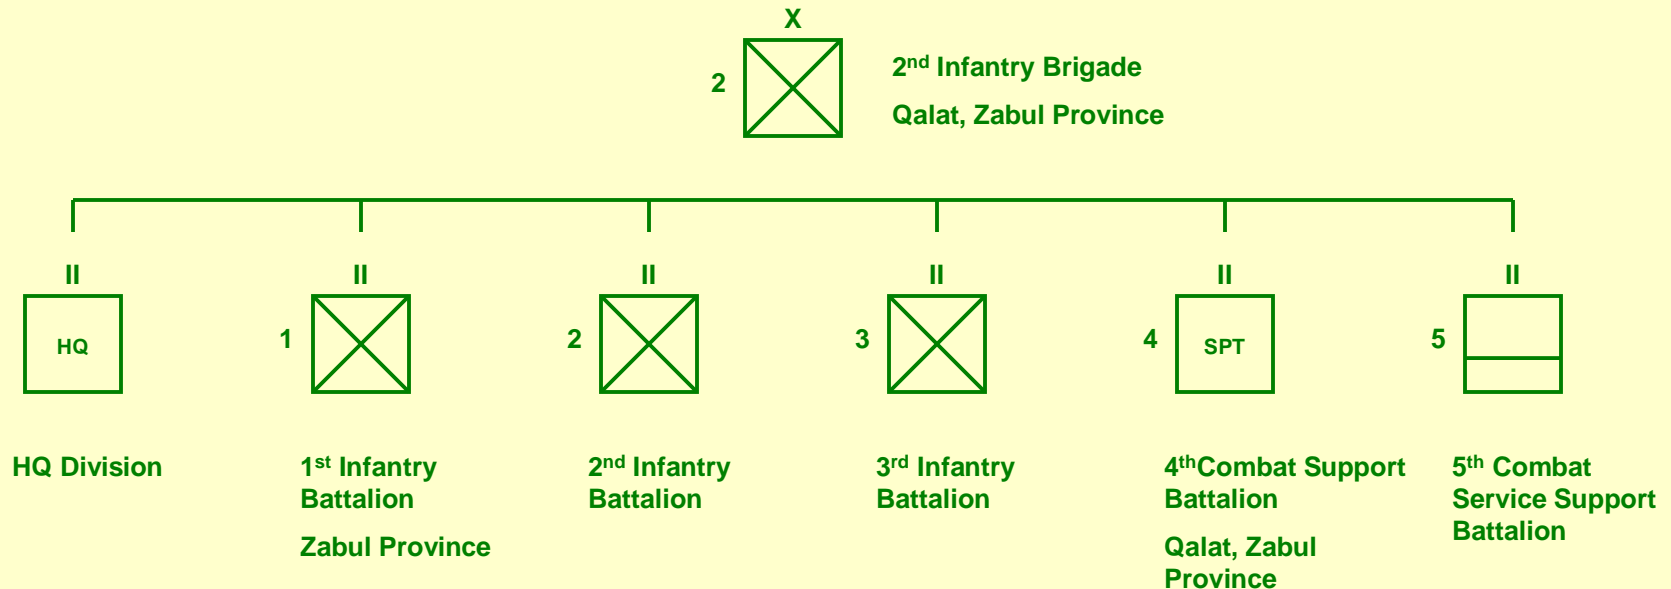 X
2
2nd Infantry Brigade
Qalat, Zabul Province
II
II
II
II
II
II
HQ
1
2
3
4
SPT
5
HQ Division
1st Infantry
Battalion
Zabul Province
2nd Infantry
Battalion
3rd Infantry
Battalion
4thCombat Support
Battalion
Qalat, Zabul
Province
5th Combat
Service Support
Battalion